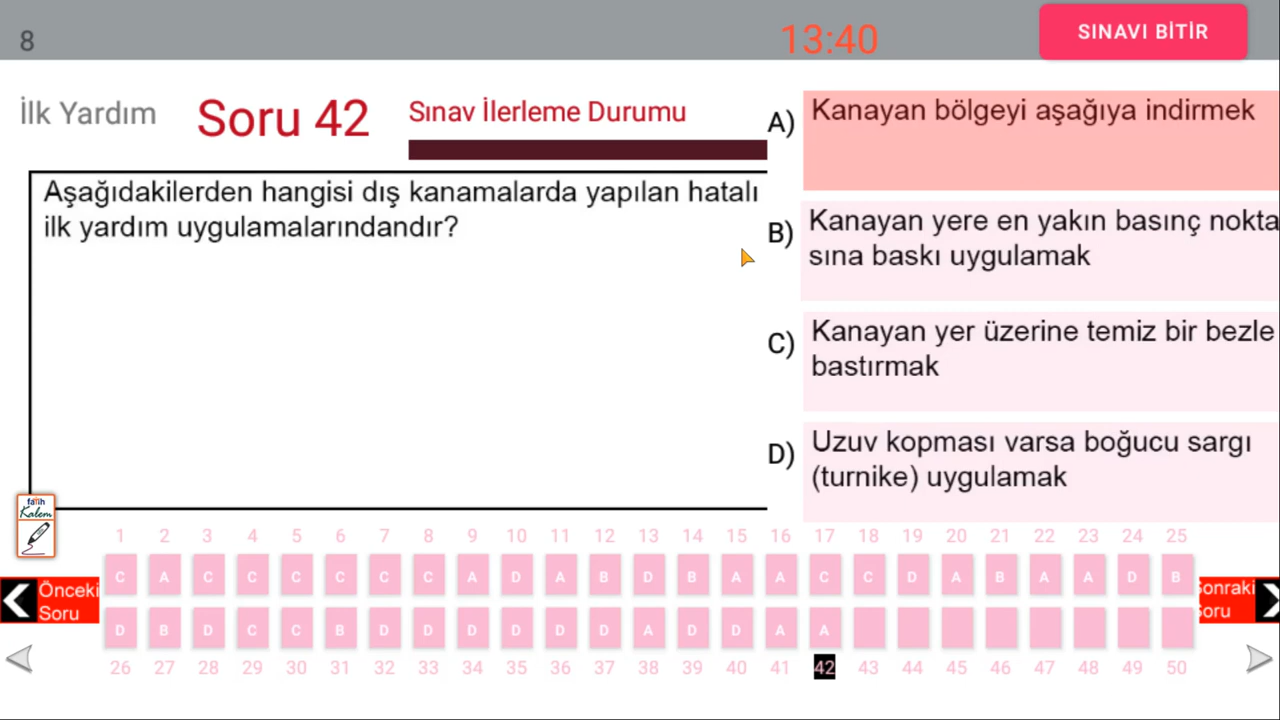 8
13:40
SINAVI BİTİR
İlk Yardım
Soru 42
Sınav İlerleme Durumu
Aşağıdakilerden hangisi dış kanamalarda yapılan hatalı
ilk yardım uygulamalarındandır?
A)
Kanayan bölgeyi aşağıya indirmek
B)
Kanayan yere en yakın basınç nokta
sına baskı uygulamak
C)
Kanayan yer üzerine temiz bir bezle
bastırmak
D)
Uzuv kopması varsa boğucu sargı
(turnike) uygulamak
fatih
Kalem
1 2 3 4 5 6 7 8 9 10 11 12 13 14 15 16 17 18 19 20 21 22 23 24 25
C A C C C C C C A D A B D B A A C C D A B A A D B
Önceki
Soru
Sonraki
Soru
D B D C C B D D D D D D A D D A A
26 27 28 29 30 31 32 33 34 35 36 37 38 39 40 41 42 43 44 45 46 47 48 49 50